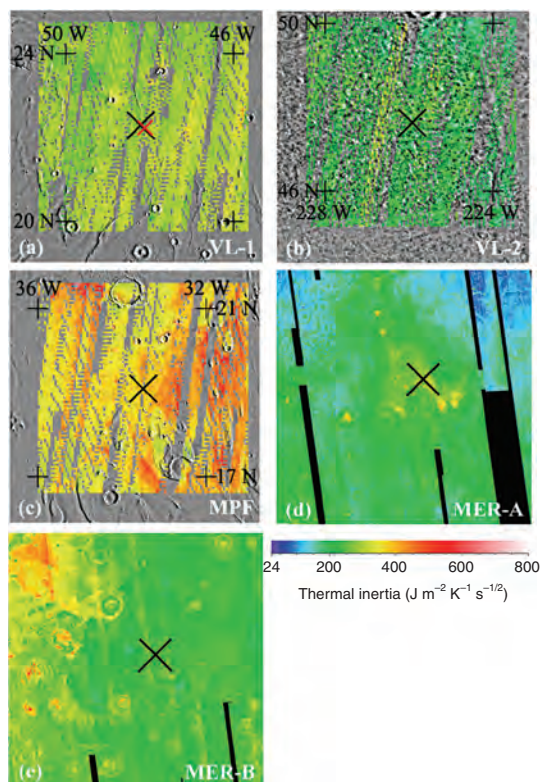 50 W 46 W
24 N
20 N
(a) VL-1
50 N
46 N
228 W 224 W
(b) VL-2
36 W 32 W
21 N
17 N
(c) MPF
(d) MER-A
24 200 400 600 800
Thermal inertia (J m⁻² K⁻¹ s⁻¹/²)
(e) MER-B